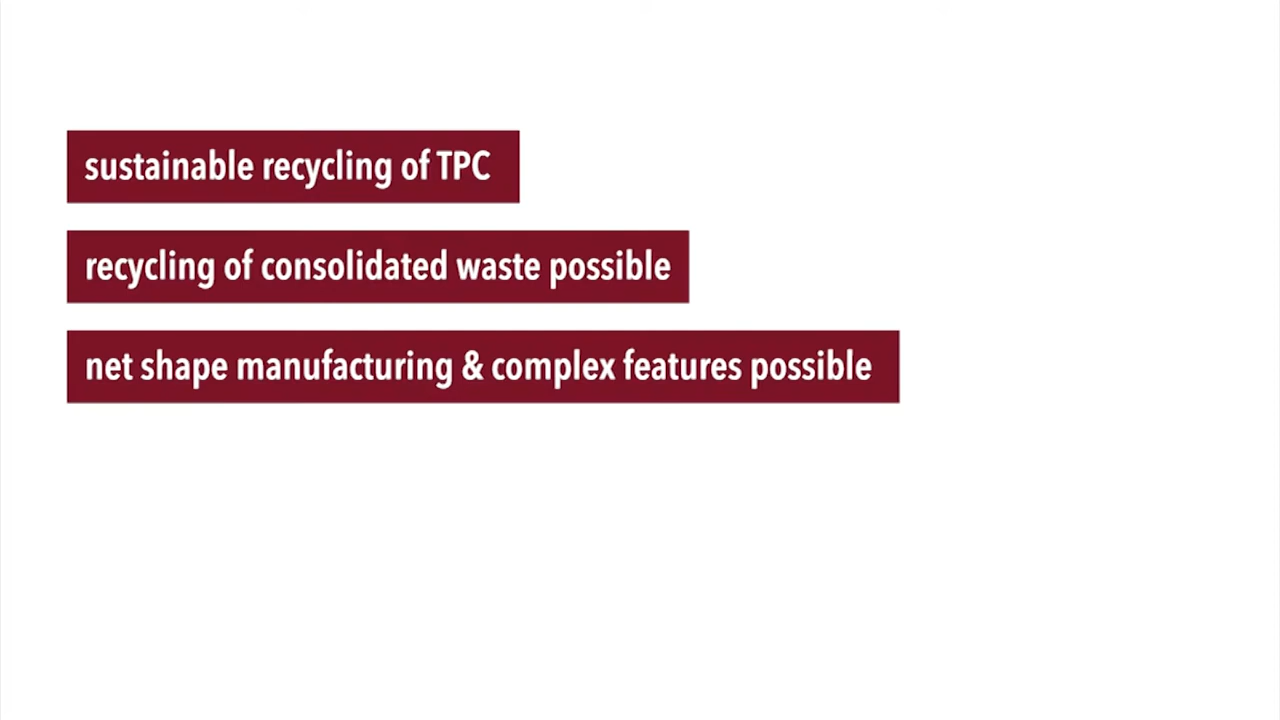 sustainable recycling of TPC
recycling of consolidated waste possible
net shape manufacturing & complex features possible